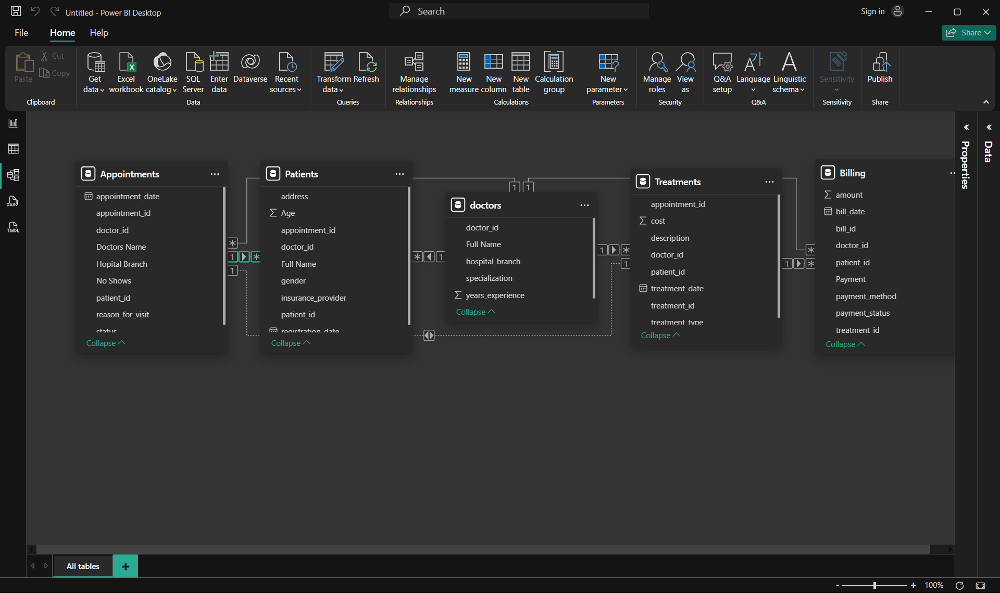 Untitled - Power BI Desktop
Search
Sign in
File
Home
Help
Share
Paste
Cut
Copy
Clipboard
Get data
Excel workbook
OneLake catalog
SQL Server
Enter data
Dataverse
Recent sources
Data
Transform data
Refresh
Queries
Manage relationships
Relationships
New measure
New column
New table
Calculation group
Calculations
New parameter
Parameters
Manage roles
View as
Security
Q&A setup
Language
Linguistic schema
Q&A
Sensitivity
Sensitivity
Publish
Share
DAX
TMDL
Appointments
appointment_date
appointment_id
doctor_id
Doctors Name
Hopital Branch
No Shows
patient_id
reason_for_visit
status
Collapse
*
1
*
1
Patients
address
Age
appointment_id
doctor_id
Full Name
gender
insurance_provider
patient_id
registration_date
Collapse
*
1
1
1
doctors
doctor_id
Full Name
hospital_branch
specialization
years_experience
Collapse
1
*
1
Treatments
appointment_id
cost
description
doctor_id
patient_id
treatment_date
treatment_id
treatment_type
Collapse
*
1
*
Billing
amount
bill_date
bill_id
doctor_id
patient_id
Payment
payment_method
payment_status
treatment_id
Collapse
Properties
Data
All tables
+
-
+
100%